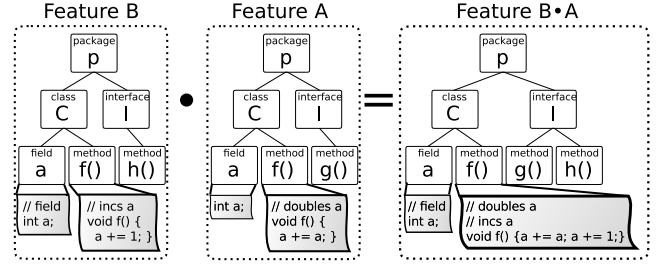 Feature B
package
p
class
C
interface
I
field
a
method
f()
method
h()
// field
int a;
// incs a
void f() {
a += 1; }
•
Feature A
package
p
class
C
interface
I
field
a
method
f()
method
g()
int a;
// doubles a
void f() {
a += a; }
=
Feature B•A
package
p
class
C
interface
I
field
a
method
f()
method
g()
method
h()
// field
int a;
// doubles a
// incs a
void f() {a += a; a += 1;}